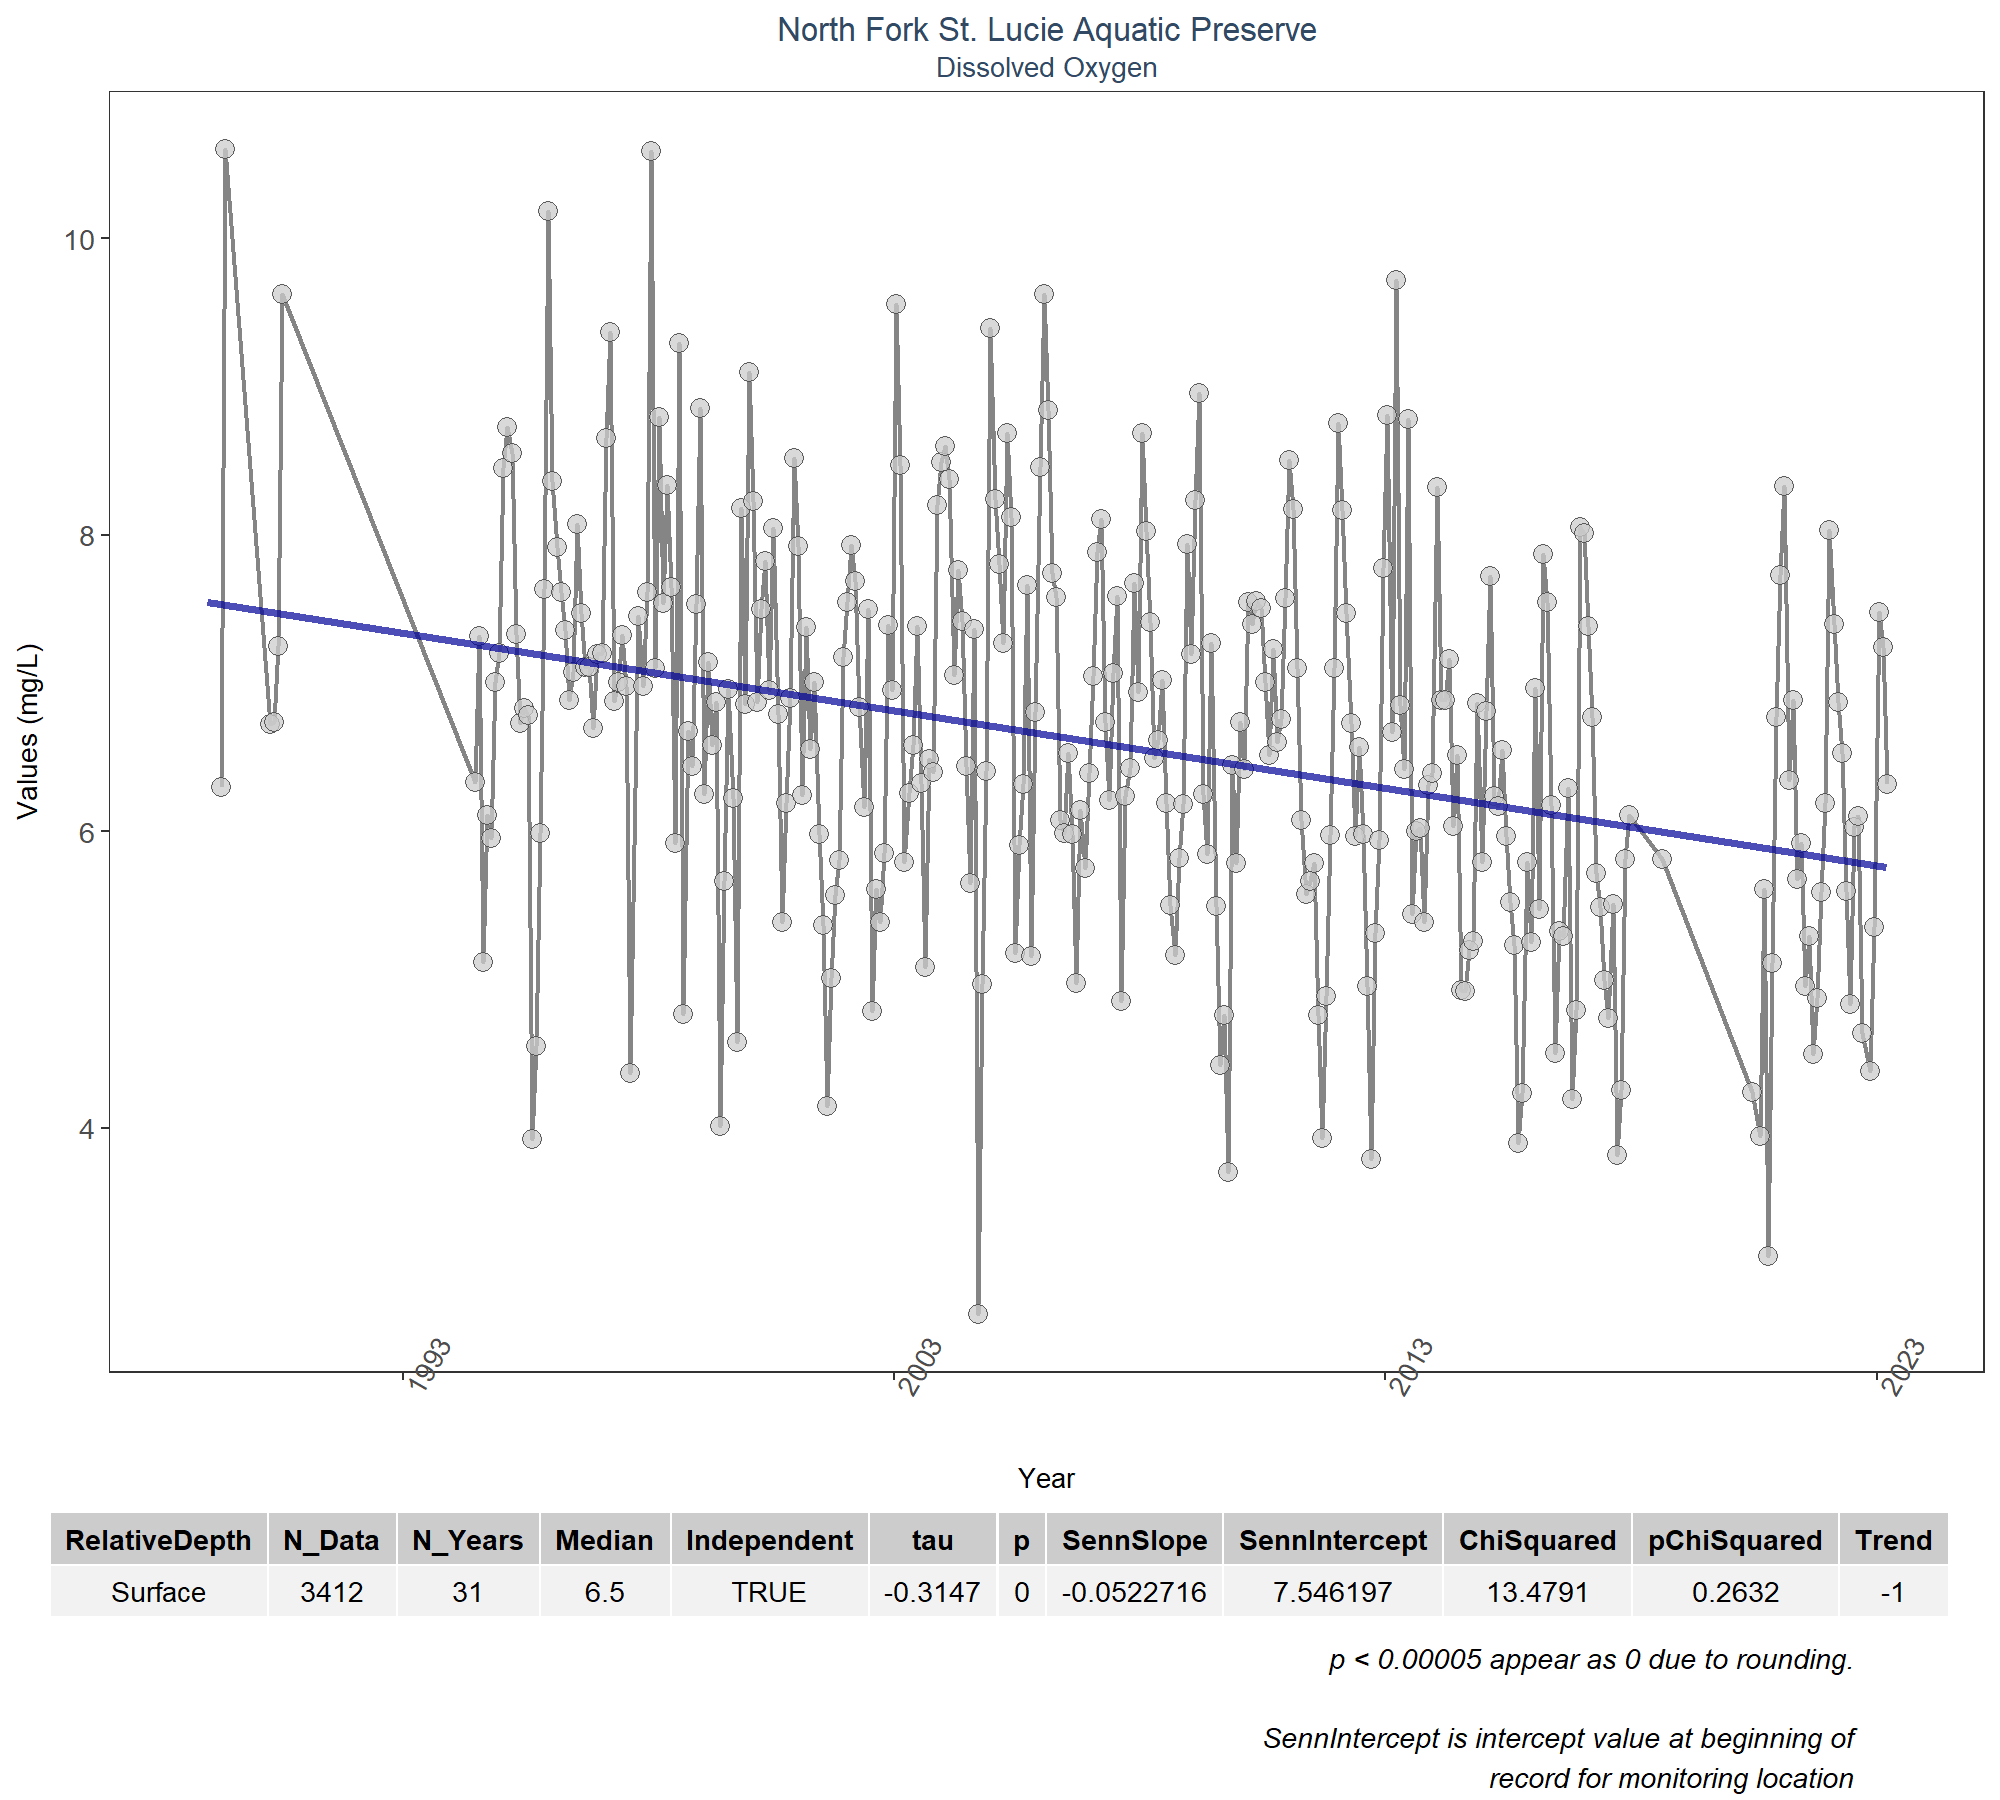 North Fork St. Lucie Aquatic Preserve
Dissolved Oxygen
Values (mg/L)
10
8
6
4
1993
2003
2013
2023
Year
RelativeDepth N_Data N_Years Median Independent tau p SennSlope SennIntercept ChiSquared pChiSquared Trend
Surface 3412 31 6.5 TRUE -0.3147 0 -0.0522716 7.546197 13.4791 0.2632 -1
p < 0.00005 appear as 0 due to rounding.
SennIntercept is intercept value at beginning of
record for monitoring location